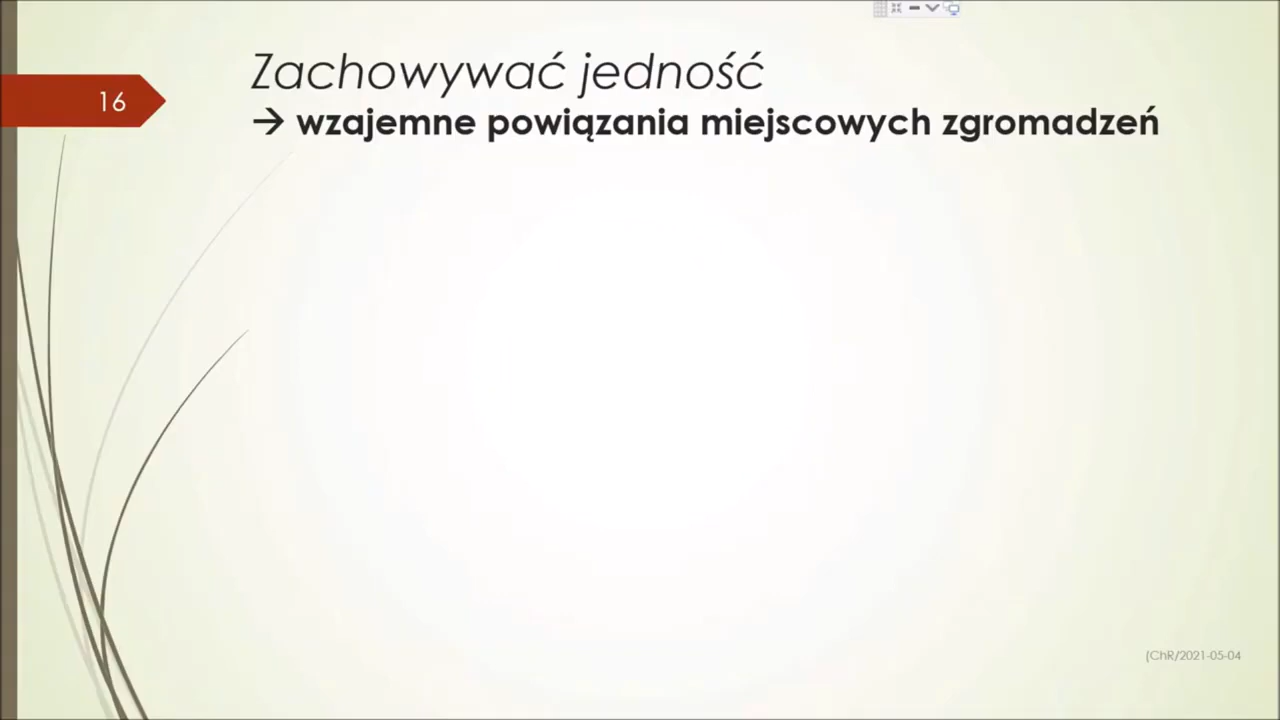 16
Zachowywać jedność
→ wzajemne powiązania miejscowych zgromadzeń
(ChR/2021-05-04